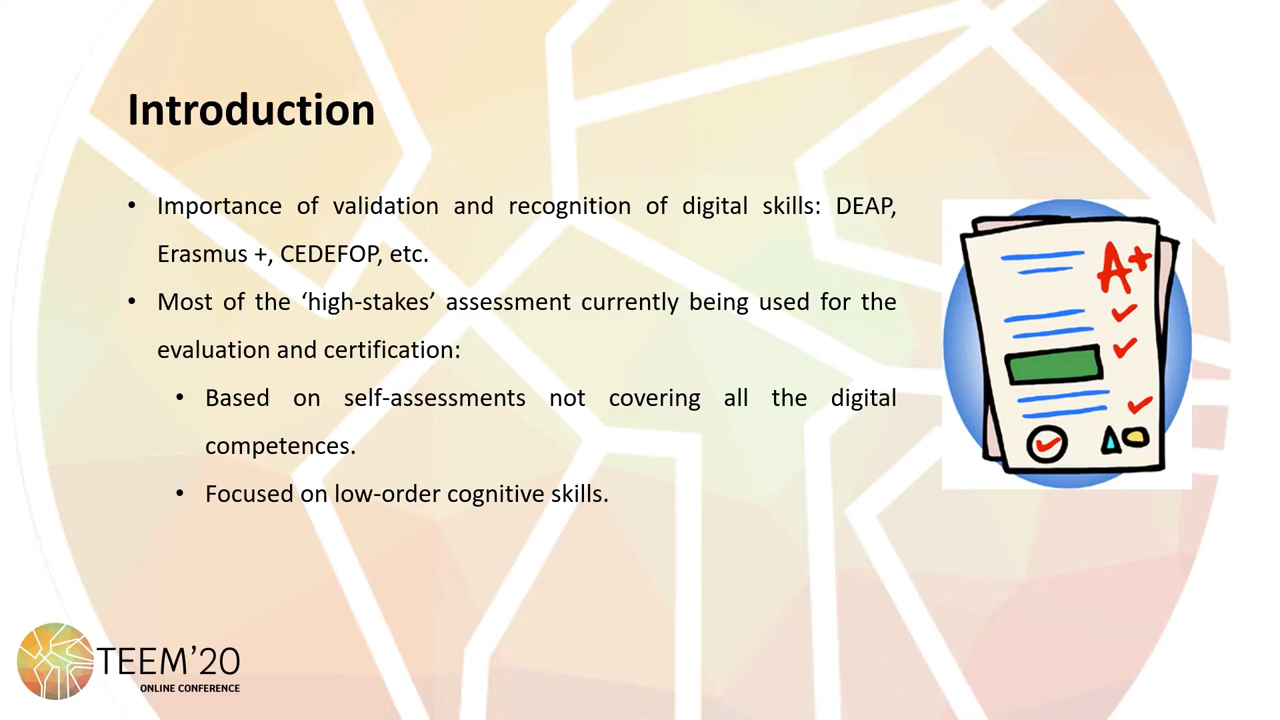 Introduction
• Importance of validation and recognition of digital skills: DEAP,
Erasmus +, CEDEFOP, etc.
• Most of the ‘high-stakes’ assessment currently being used for the
evaluation and certification:
• Based on self-assessments not covering all the digital
competences.
• Focused on low-order cognitive skills.
A+
TEEM’20
ONLINE CONFERENCE